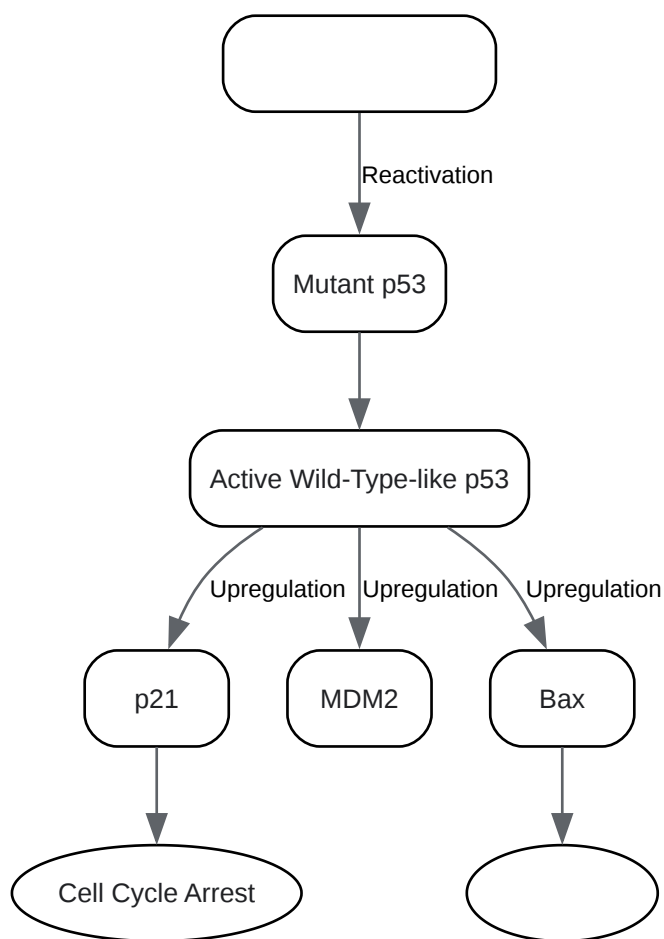 Reactivation
Mutant p53
Active Wild-Type-like p53
Upregulation
Upregulation
Upregulation
p21
MDM2
Bax
Cell Cycle Arrest